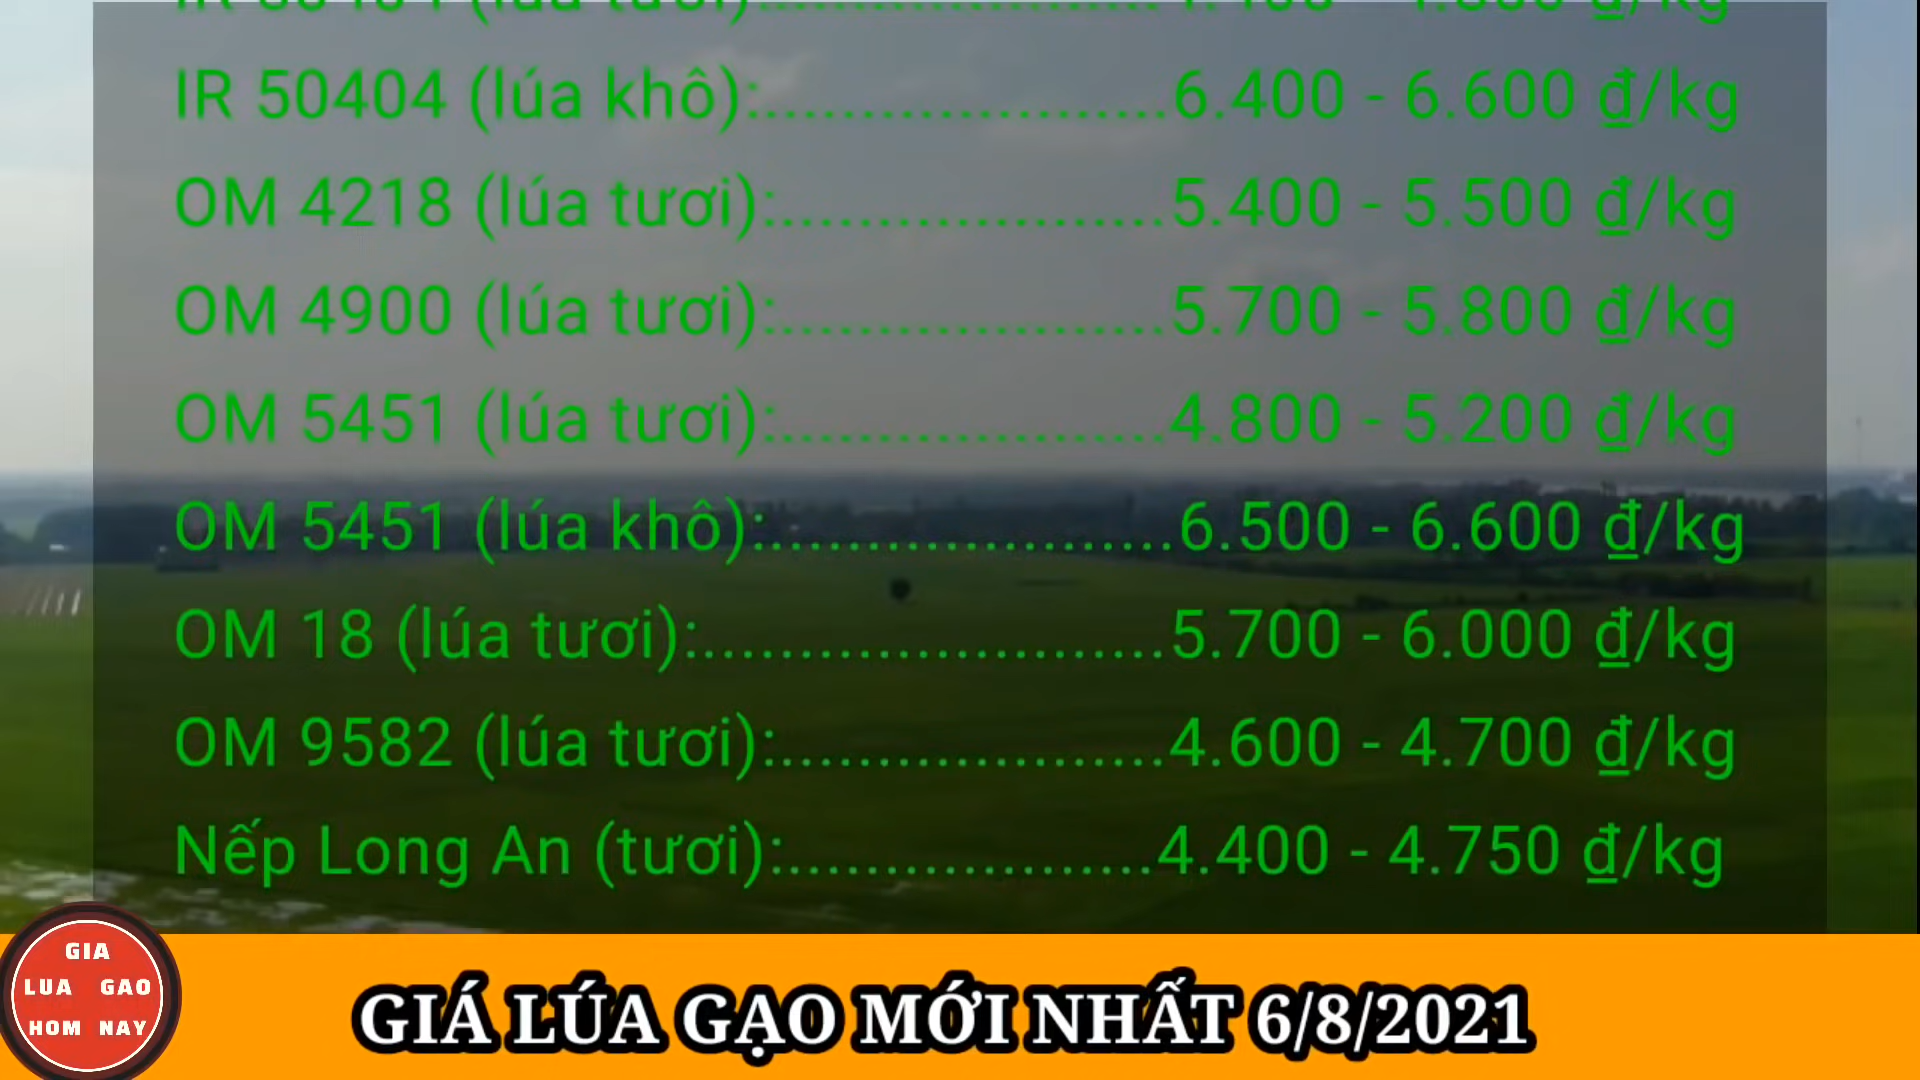 IR 50404 (lúa khô):.....................6.400 - 6.600 ₫/kg
OM 4218 (lúa tươi):....................5.400 - 5.500 ₫/kg
OM 4900 (lúa tươi):....................5.700 - 5.800 ₫/kg
OM 5451 (lúa tươi):....................4.800 - 5.200 ₫/kg
OM 5451 (lúa khô):.....................6.500 - 6.600 ₫/kg
OM 18 (lúa tươi):........................5.700 - 6.000 ₫/kg
OM 9582 (lúa tươi):....................4.600 - 4.700 ₫/kg
Nếp Long An (tươi):...................4.400 - 4.750 ₫/kg
GIA
LUA GAO
HOM NAY
GIÁ LÚA GẠO MỚI NHẤT 6/8/2021